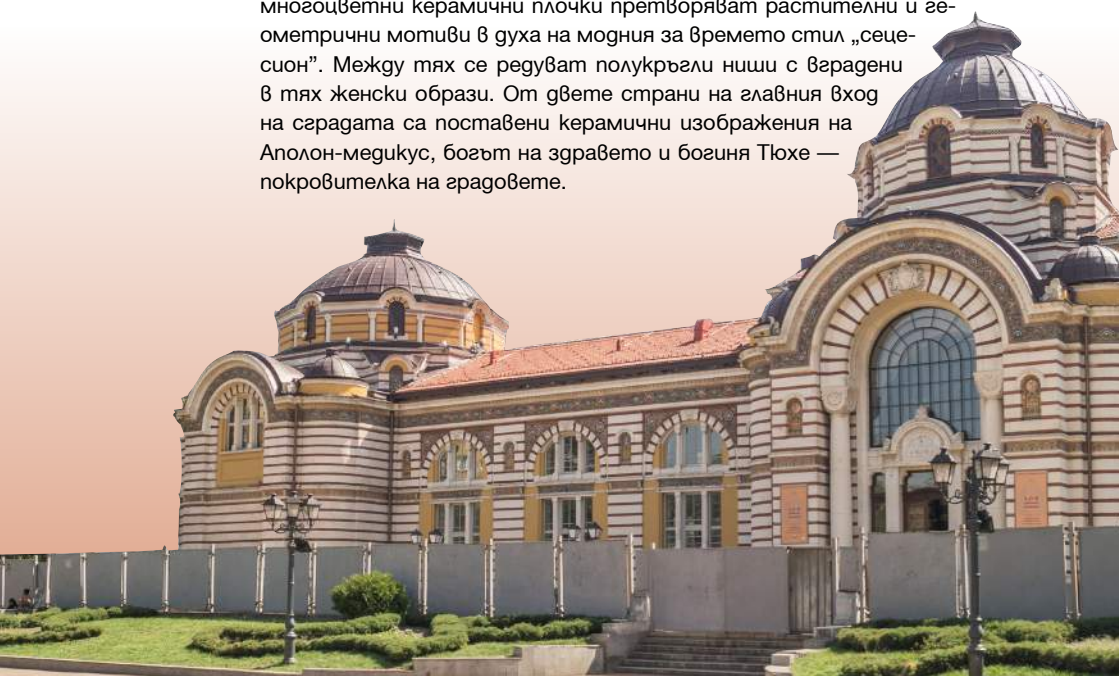 многоцветни керамични плочки претворяват растителни и ге-
ометрични мотиви в духа на модния за времето стил „сеце-
сион”. Между тях се редуват полукръгли ниши с вградени
в тях женски образи. От двете страни на главния вход
на сградата са поставени керамични изображения на
Аполон-медикус, богът на здравето и богиня Тюхе —
покровителка на градовете.